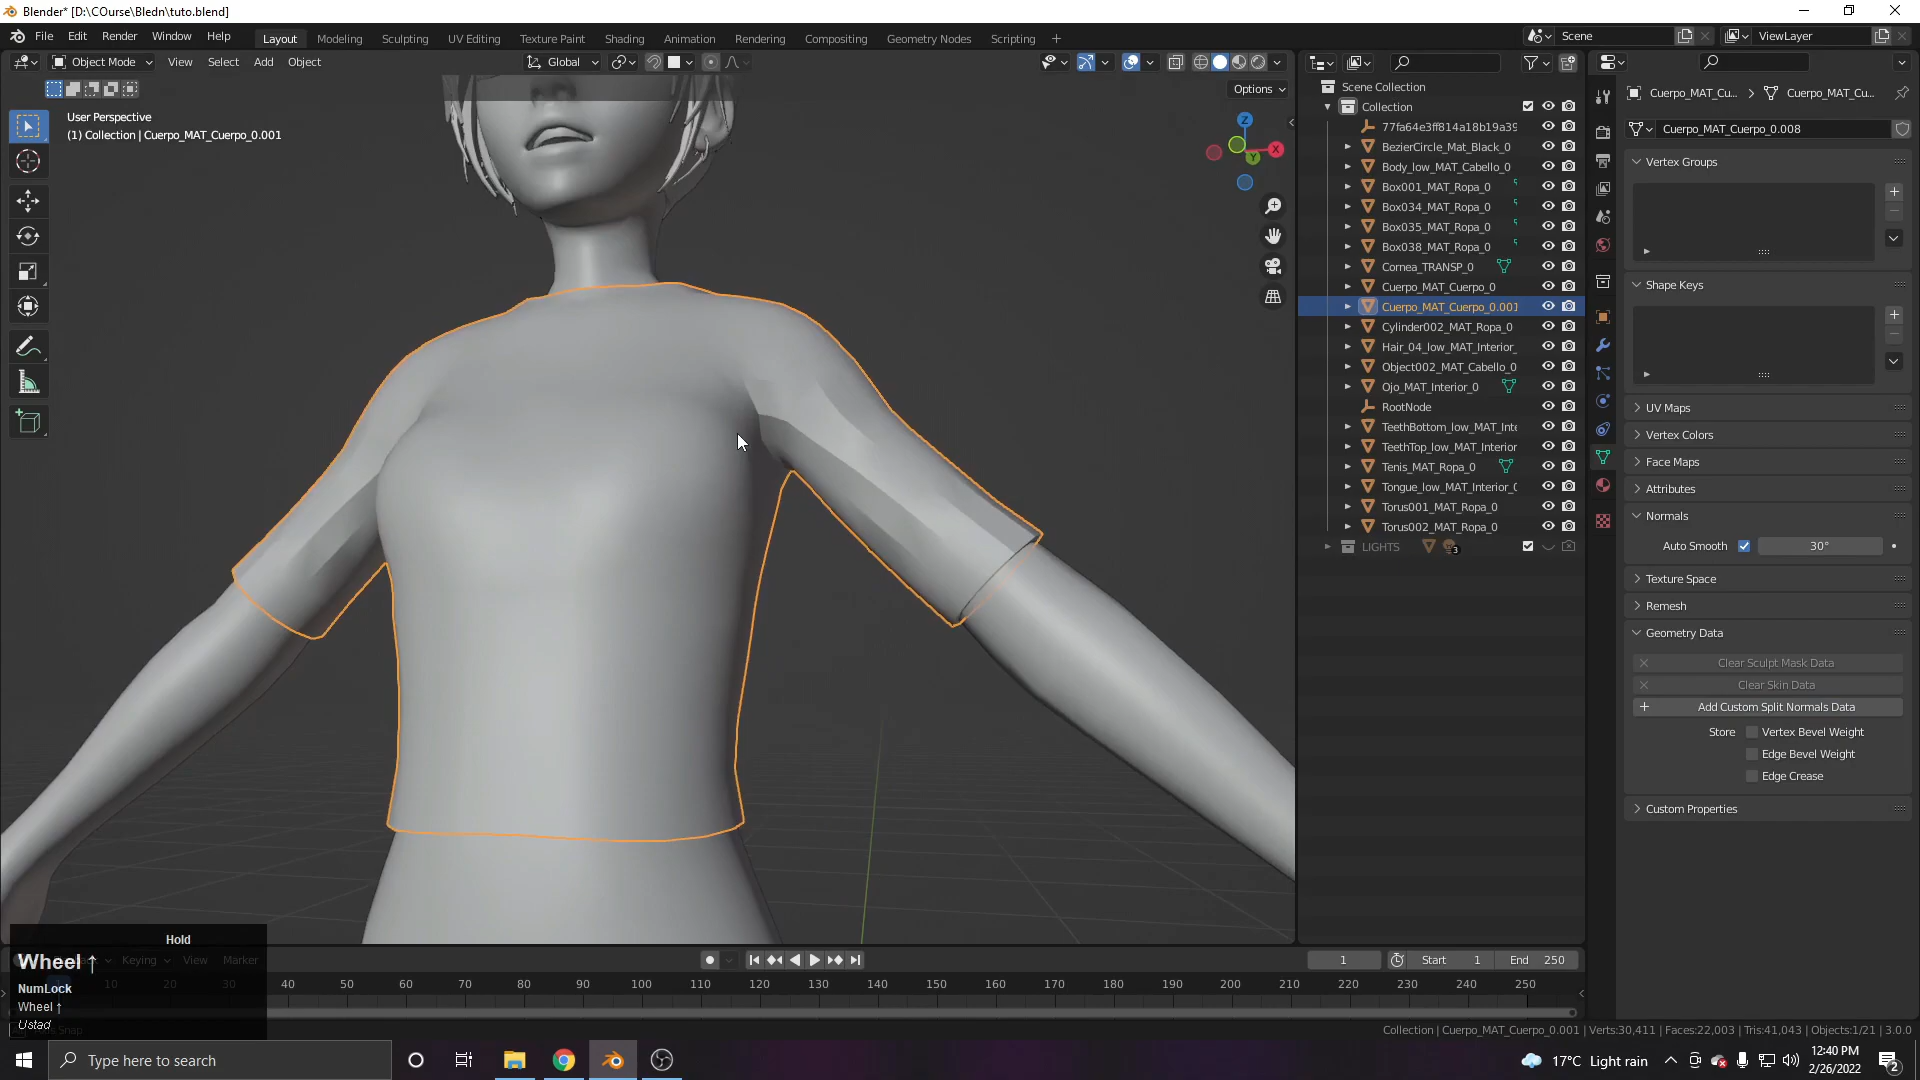 Blender* [D:\COurse\Bledn\tuto.blend]
File Edit Render Window Help
Layout Modeling Sculpting UV Editing Texture Paint Shading Animation Rendering Compositing Geometry Nodes Scripting +
Scene ViewLayer
Object Mode View Select Add Object Global
Options
User Perspective
(1) Collection | Cuerpo_MAT_Cuerpo_0.001
Z
X
Y
Scene Collection
Collection
77fa64e3ff814a18b19a39
BezierCircle_Mat_Black_0
Body_low_MAT_Cabello_0
Box001_MAT_Ropa_0
Box034_MAT_Ropa_0
Box035_MAT_Ropa_0
Box038_MAT_Ropa_0
Cornea_TRANSP_0
Cuerpo_MAT_Cuerpo_0
Cuerpo_MAT_Cuerpo_0.001
Cylinder002_MAT_Ropa_0
Hair_04_low_MAT_Interior_
Object002_MAT_Cabello_0
Ojo_MAT_Interior_0
RootNode
TeethBottom_low_MAT_Inte
TeethTop_low_MAT_Interior
Tenis_MAT_Ropa_0
Tongue_low_MAT_Interior_0
Torus001_MAT_Ropa_0
Torus002_MAT_Ropa_0
LIGHTS 3
Cuerpo_MAT_Cu... > Cuerpo_MAT_Cu...
Cuerpo_MAT_Cuerpo_0.008
Vertex Groups
Shape Keys
UV Maps
Vertex Colors
Face Maps
Attributes
Normals
Auto Smooth 30°
Texture Space
Remesh
Geometry Data
Clear Sculpt Mask Data
Clear Skin Data
Add Custom Split Normals Data
Store Vertex Bevel Weight
Edge Bevel Weight
Edge Crease
Custom Properties
Hold
Wheel ↑
NumLock
Wheel ↑
Ustad
Keying View Marker
1 Start 1 End 250
10 20 30 40 50 60 70 80 90 100 110 120 130 140 150 160 170 180 190 200 210 220 230 240 250
Collection | Cuerpo_MAT_Cuerpo_0.001 | Verts:30,411 | Faces:22,003 | Tris:41,043 | Objects:1/21 | 3.0.0
Type here to search
17°C Light rain
12:40 PM
2/26/2022
2